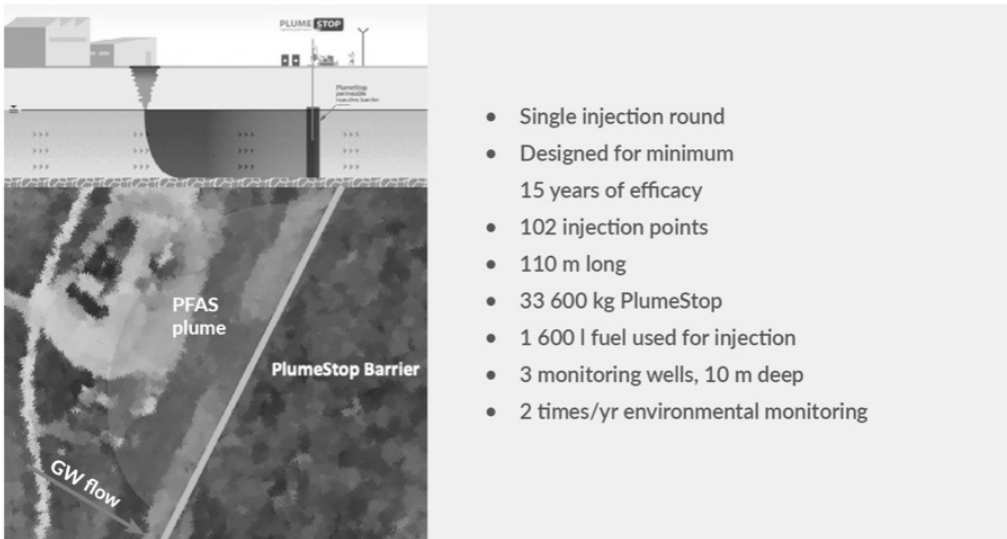 PLUMESTOP
PlumeStop
permeable
reactive barrier
PFAS
plume
PlumeStop Barrier
GW flow
• Single injection round
• Designed for minimum
15 years of efficacy
• 102 injection points
• 110 m long
• 33 600 kg PlumeStop
• 1 600 l fuel used for injection
• 3 monitoring wells, 10 m deep
• 2 times/yr environmental monitoring